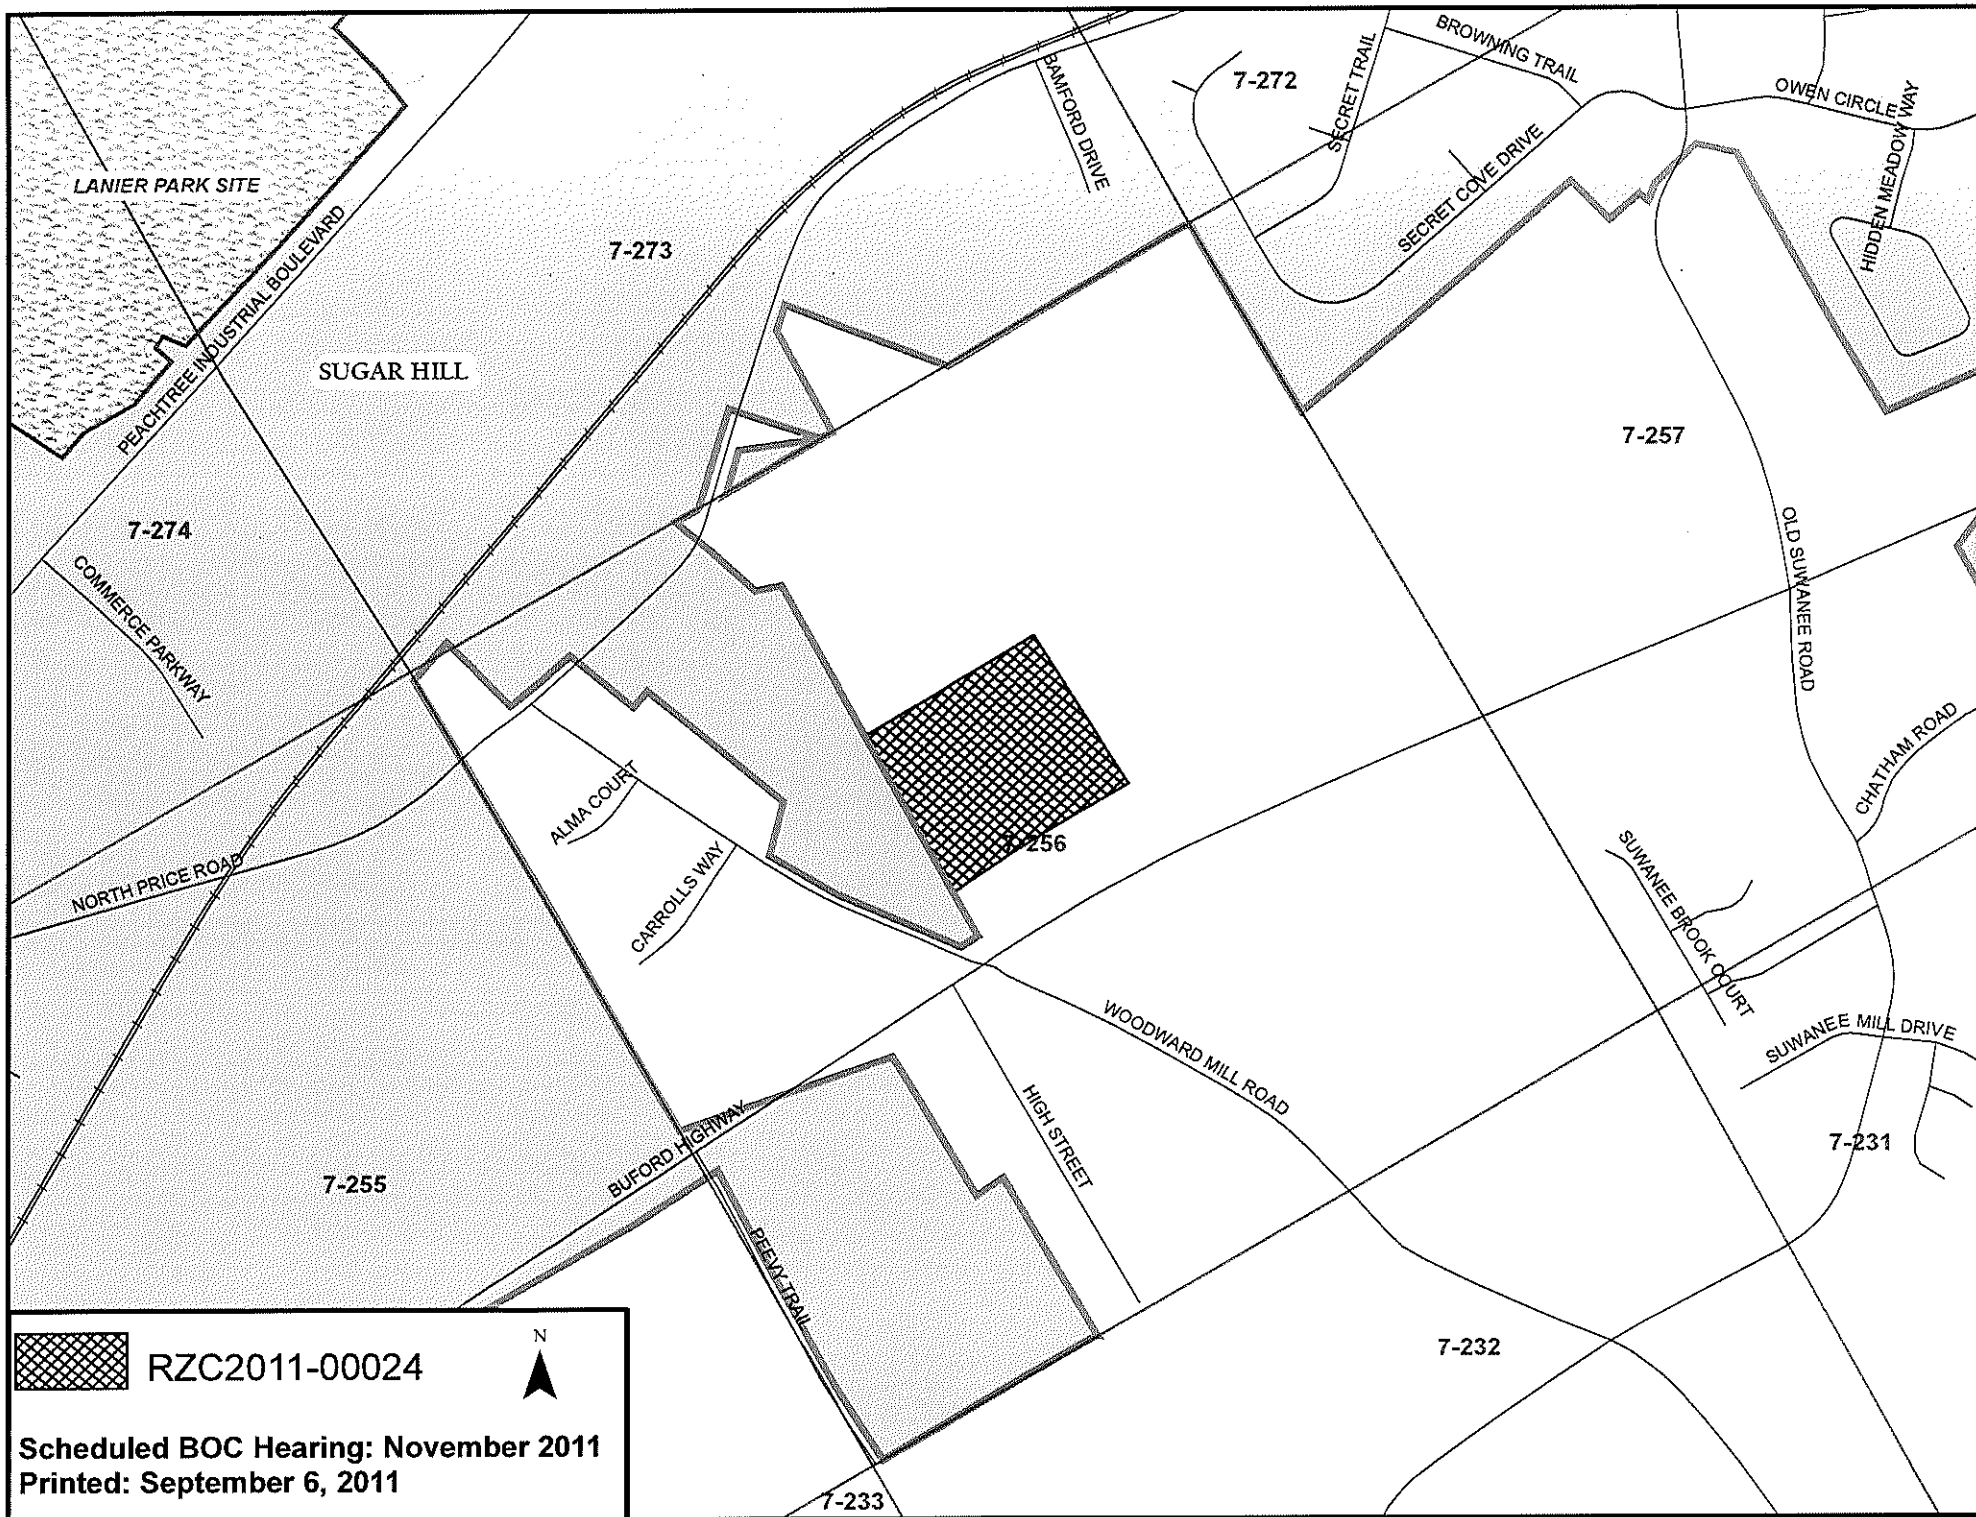 BROWNING TRAIL
SECRET TRAIL
7-272
BAMFORD DRIVE
OWEN CIRCLE
HIDDEN MEADOW WAY
SECRET COVE DRIVE
LANIER PARK SITE
7-273
PEACHTREE INDUSTRIAL BOULEVARD
SUGAR HILL
7-257
7-274
COMMERCE PARKWAY
OLD SUWANEE ROAD
CHATHAM ROAD
ALMA COURT
7-256
CARROLLS WAY
NORTH PRICE ROAD
SUWANEE BROOK COURT
WOODWARD MILL ROAD
SUWANEE MILL DRIVE
HIGH STREET
7-231
BUFORD HIGHWAY
7-255
PEEVY TRAIL
7-232
RZC2011-00024
N
Scheduled BOC Hearing: November 2011
Printed: September 6, 2011
7-233